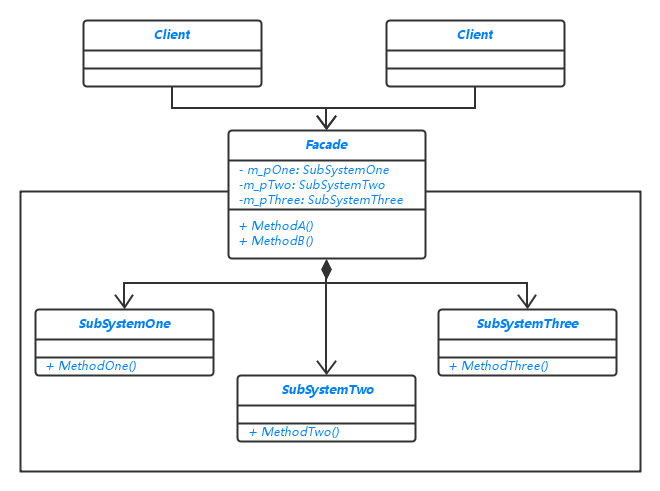 Client
Client
Facade
- m_pOne: SubSystemOne
-m_pTwo: SubSystemTwo
-m_pThree: SubSystemThree
+ MethodA()
+ MethodB()
SubSystemOne
+ MethodOne()
SubSystemTwo
+ MethodTwo()
SubSystemThree
+ MethodThree()